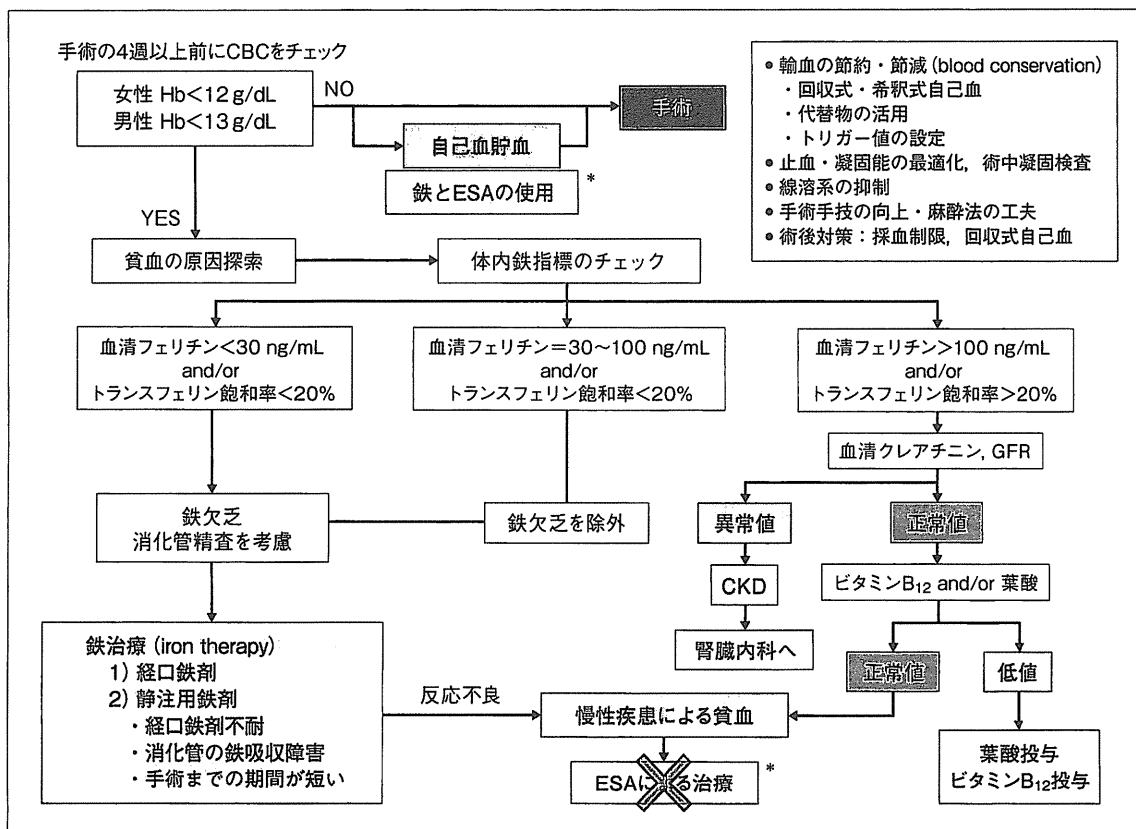 手術の4週以上前にCBCをチェック
女性 Hb<12 g/dL
男性 Hb<13 g/dL
NO
手術
自己血貯血
鉄とESAの使用
*
YES
● 輸血の節約・節減 (blood conservation)
・回収式・希釈式自己血
・代替物の活用
・トリガー値の設定
● 止血・凝固能の最適化, 術中凝固検査
● 線溶系の抑制
● 手術手技の向上・麻酔法の工夫
● 術後対策：採血制限, 回収式自己血
貧血の原因探索
体内鉄指標のチェック
血清フェリチン<30 ng/mL
and/or
トランスフェリン飽和率<20%
血清フェリチン=30〜100 ng/mL
and/or
トランスフェリン飽和率<20%
血清フェリチン>100 ng/mL
and/or
トランスフェリン飽和率>20%
血清クレアチニン, GFR
鉄欠乏
消化管精査を考慮
鉄欠乏を除外
異常値
正常値
CKD
ビタミンB₁₂ and/or 葉酸
腎臓内科へ
正常値
低値
鉄治療 (iron therapy)
1) 経口鉄剤
2) 静注用鉄剤
・経口鉄剤不耐
・消化管の鉄吸収障害
・手術までの期間が短い
反応不良
慢性疾患による貧血
ESAによる治療
*
葉酸投与
ビタミンB₁₂投与